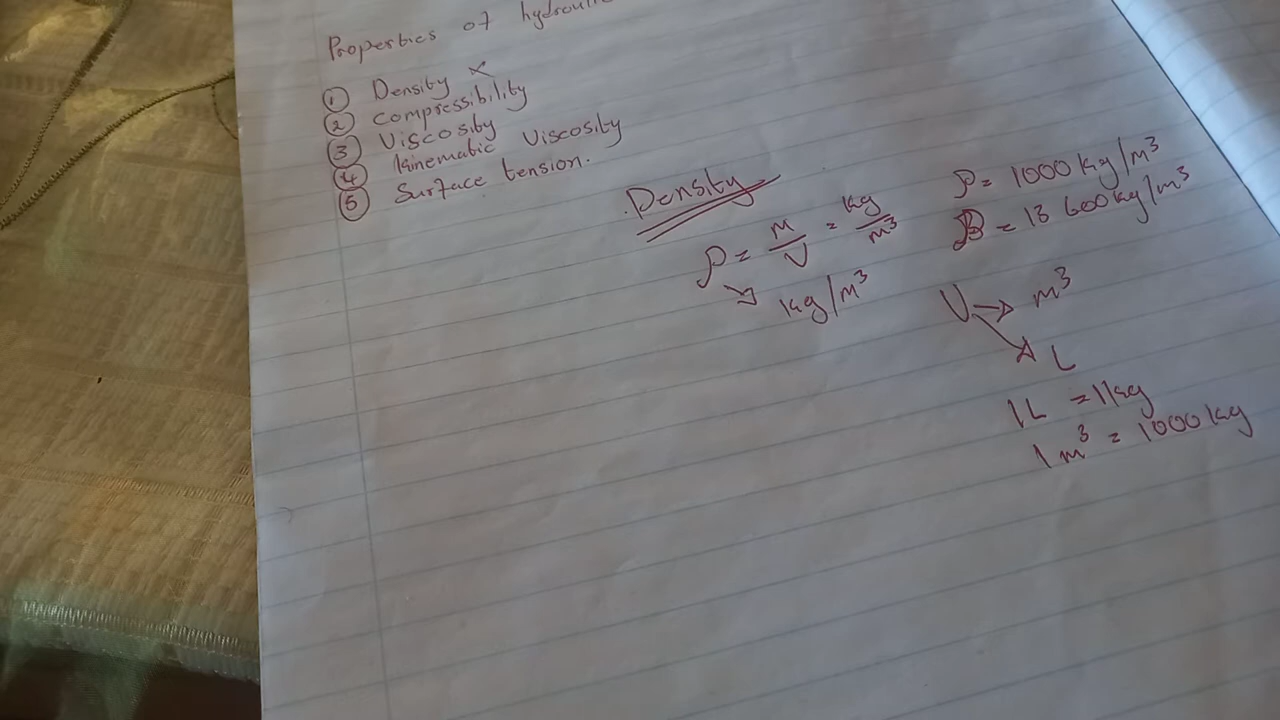 Properties of hydraulic
① Density ×
② compressibility
③ Viscosity
④ kinematic Viscosity
⑤ Surface tension.
Density
ρ = M/V = kg/m³
↘ kg/m³
ρ = 1000 kg/m³
= 13 600 kg/m³
V → m³
↘ L
1L = 1kg
1m³ = 1000 kg